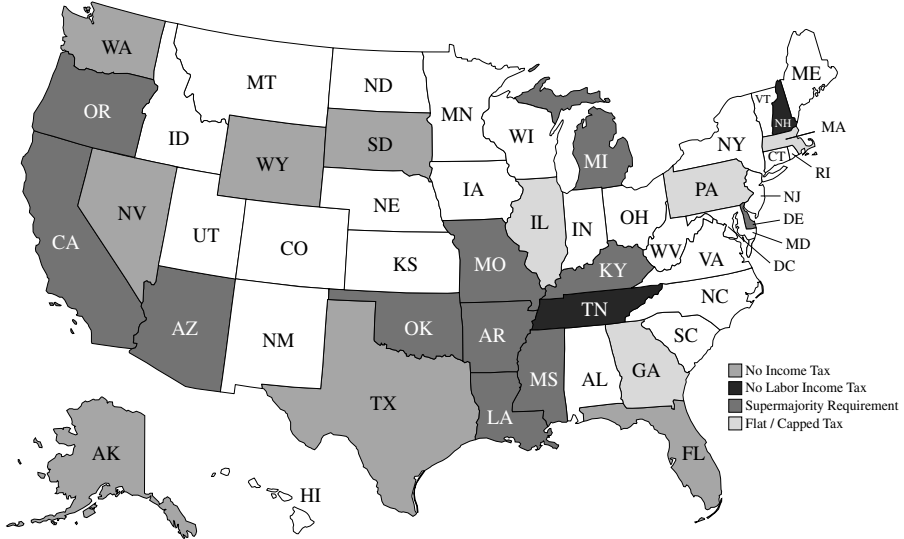 WA
MT
ND
MN
ME
VT
NH
OR
ID
SD
WI
MI
NY
MA
CT
RI
WY
IA
PA
NJ
NV
NE
IL
IN
OH
DE
MD
DC
CA
UT
CO
KS
MO
KY
WV
VA
AZ
NM
OK
AR
TN
NC
SC
TX
LA
MS
AL
GA
FL
AK
HI
No Income Tax
No Labor Income Tax
Supermajority Requirement
Flat / Capped Tax